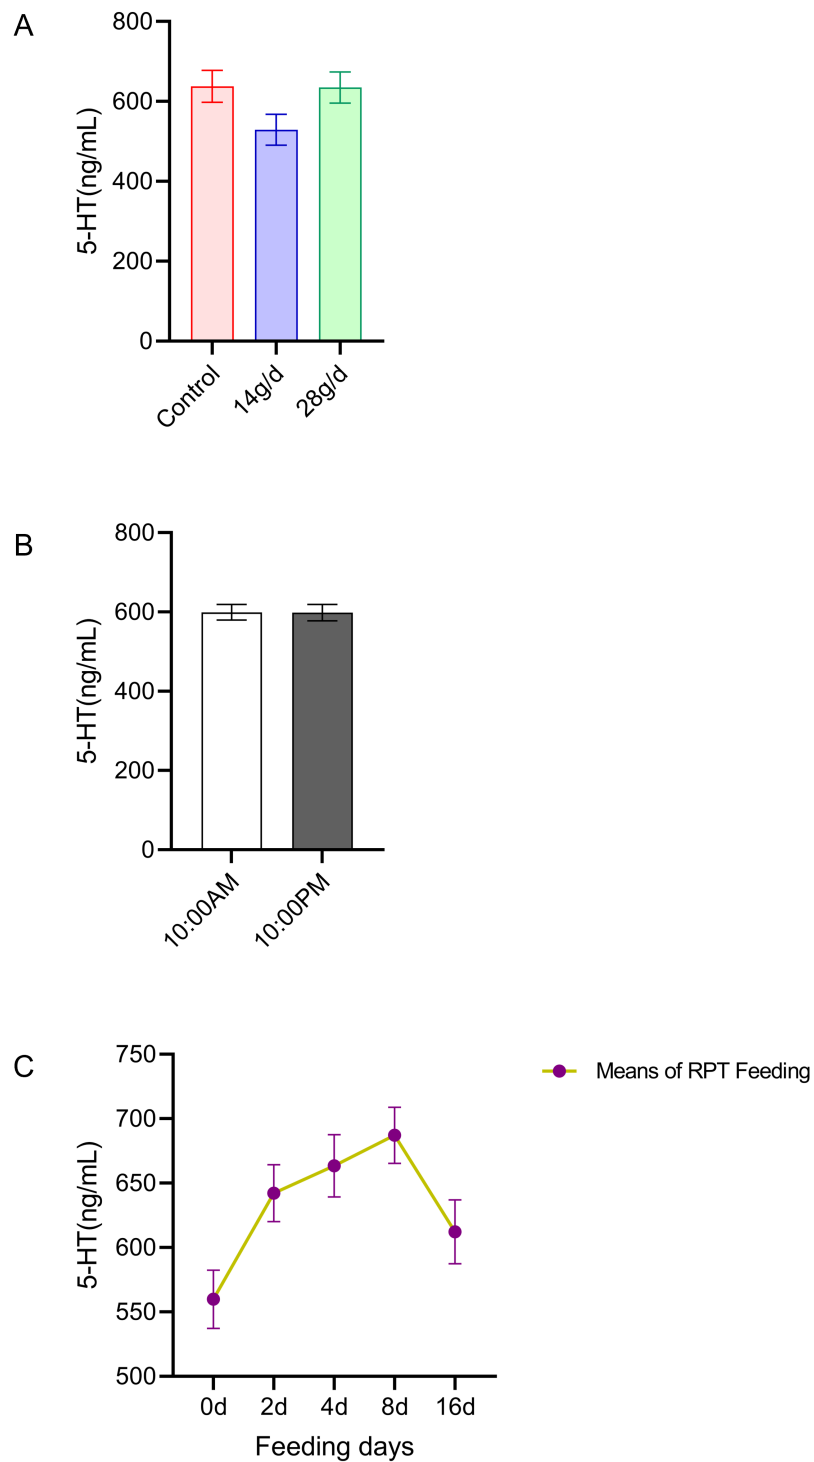 A
5-HT(ng/mL)
800
600
400
200
0
Control
14g/d
28g/d
B
5-HT(ng/mL)
800
600
400
200
0
10:00AM
10:00PM
C
5-HT(ng/mL)
750
700
650
600
550
500
0d 2d 4d 8d 16d
Feeding days
Means of RPT Feeding